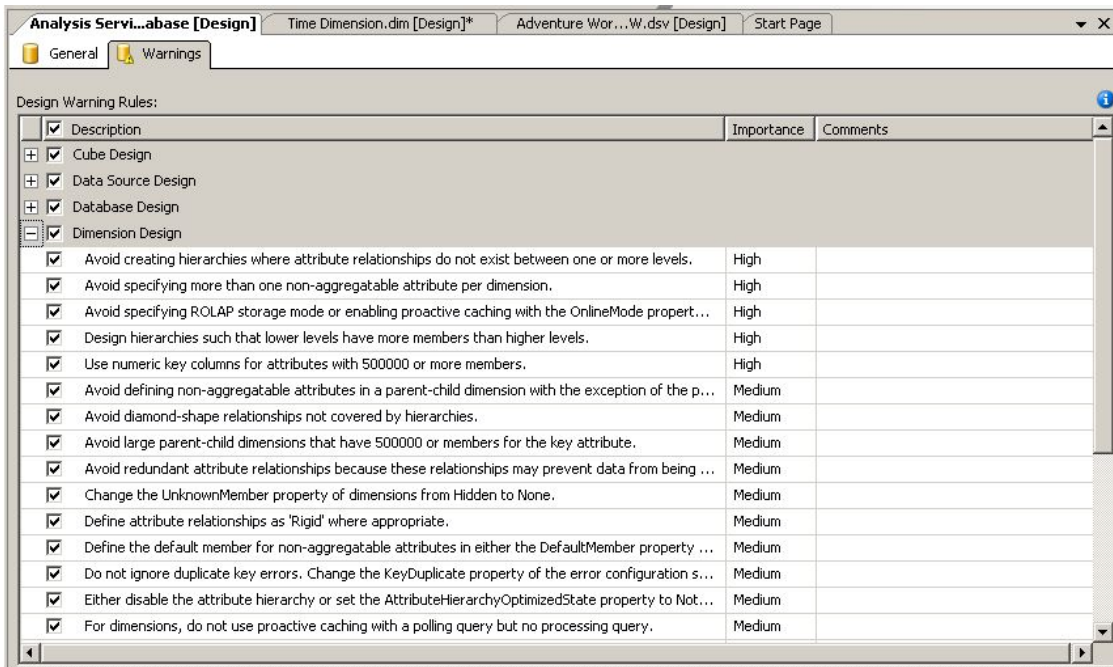 Analysis Servi...abase [Design] Time Dimension.dim [Design]* Adventure Wor...W.dsv [Design] Start Page
General Warnings
Design Warning Rules:
Description Importance Comments
Cube Design
Data Source Design
Database Design
Dimension Design
Avoid creating hierarchies where attribute relationships do not exist between one or more levels. High
Avoid specifying more than one non-aggregatable attribute per dimension. High
Avoid specifying ROLAP storage mode or enabling proactive caching with the OnlineMode propert... High
Design hierarchies such that lower levels have more members than higher levels. High
Use numeric key columns for attributes with 500000 or more members. High
Avoid defining non-aggregatable attributes in a parent-child dimension with the exception of the p... Medium
Avoid diamond-shape relationships not covered by hierarchies. Medium
Avoid large parent-child dimensions that have 500000 or members for the key attribute. Medium
Avoid redundant attribute relationships because these relationships may prevent data from being ... Medium
Change the UnknownMember property of dimensions from Hidden to None. Medium
Define attribute relationships as 'Rigid' where appropriate. Medium
Define the default member for non-aggregatable attributes in either the DefaultMember property ... Medium
Do not ignore duplicate key errors. Change the KeyDuplicate property of the error configuration s... Medium
Either disable the attribute hierarchy or set the AttributeHierarchyOptimizedState property to Not... Medium
For dimensions, do not use proactive caching with a polling query but no processing query. Medium